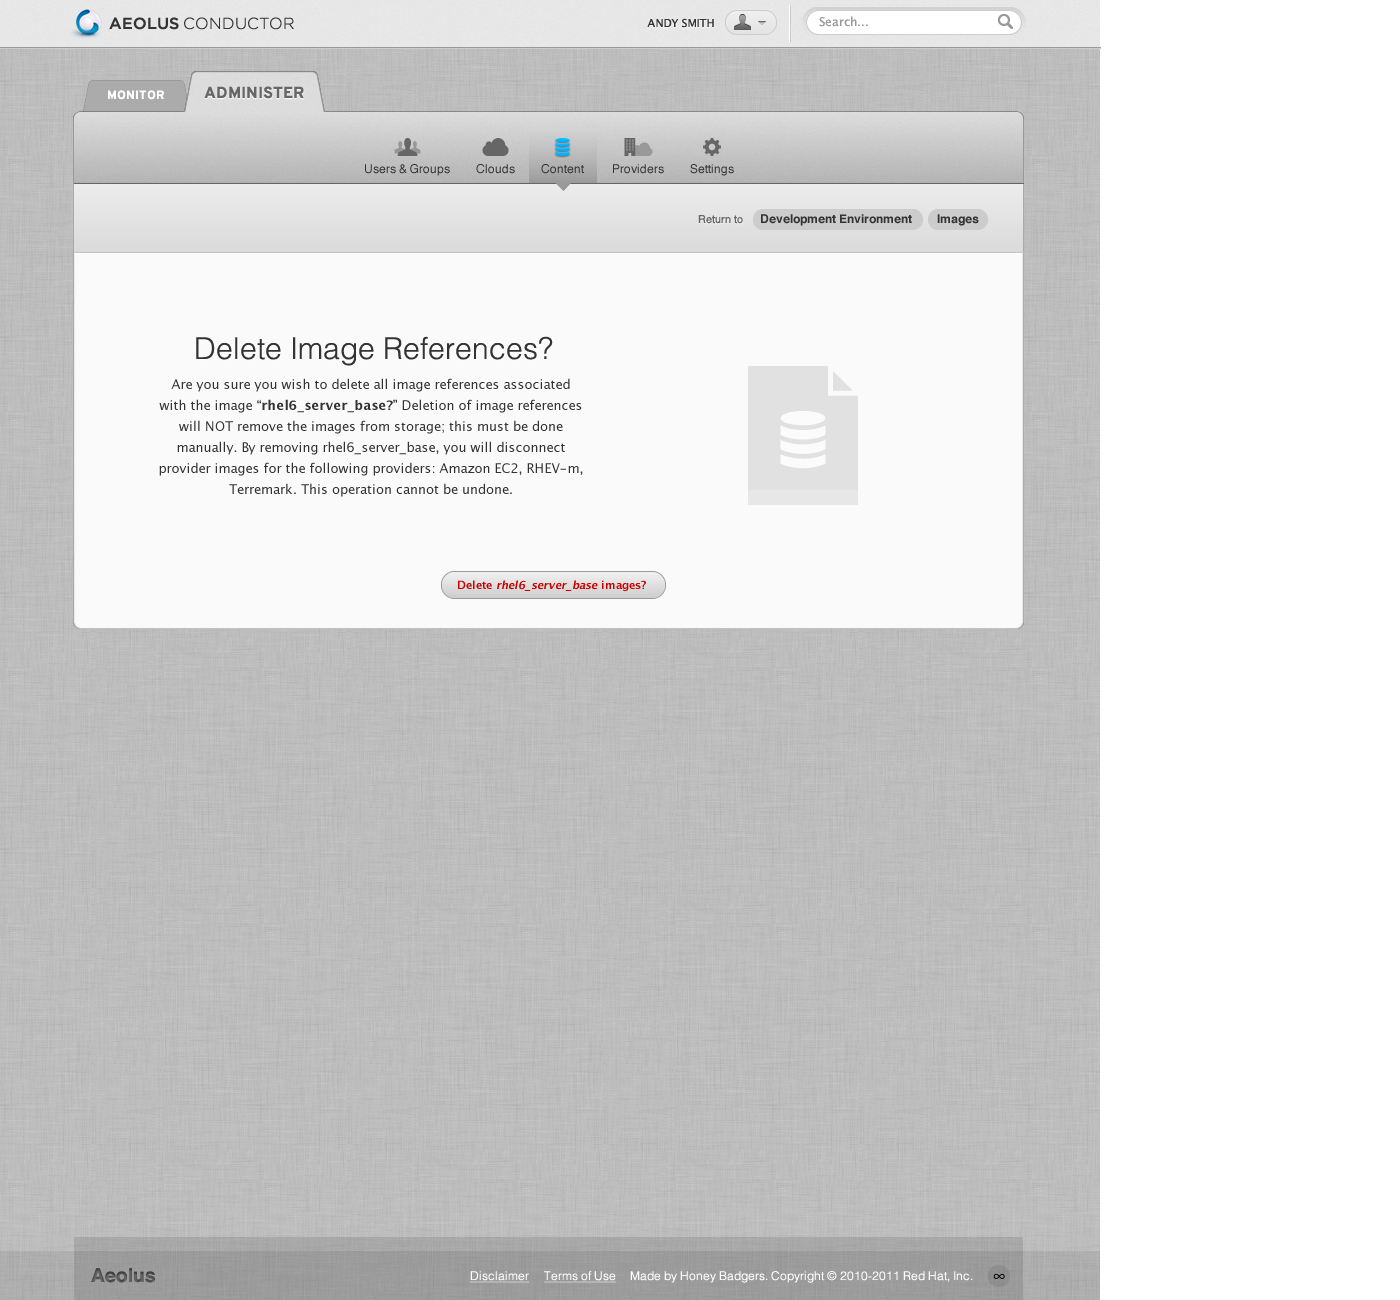 AEOLUS CONDUCTOR
ANDY SMITH
Search...
MONITOR
ADMINISTER
Users & Groups
Clouds
Content
Providers
Settings
Return to
Development Environment
Images
Delete Image References?
Are you sure you wish to delete all image references associated
with the image “rhel6_server_base?” Deletion of image references
will NOT remove the images from storage; this must be done
manually. By removing rhel6_server_base, you will disconnect
provider images for the following providers: Amazon EC2, RHEV-m,
Terremark. This operation cannot be undone.
Delete rhel6_server_base images?
Aeolus
Disclaimer
Terms of Use
Made by Honey Badgers. Copyright © 2010-2011 Red Hat, Inc.